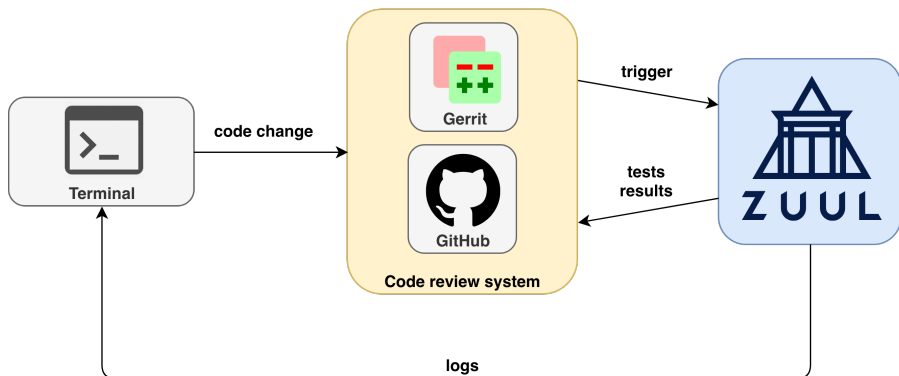 Terminal
code change
Gerrit
GitHub
Code review system
trigger
tests
results
ZUUL
logs